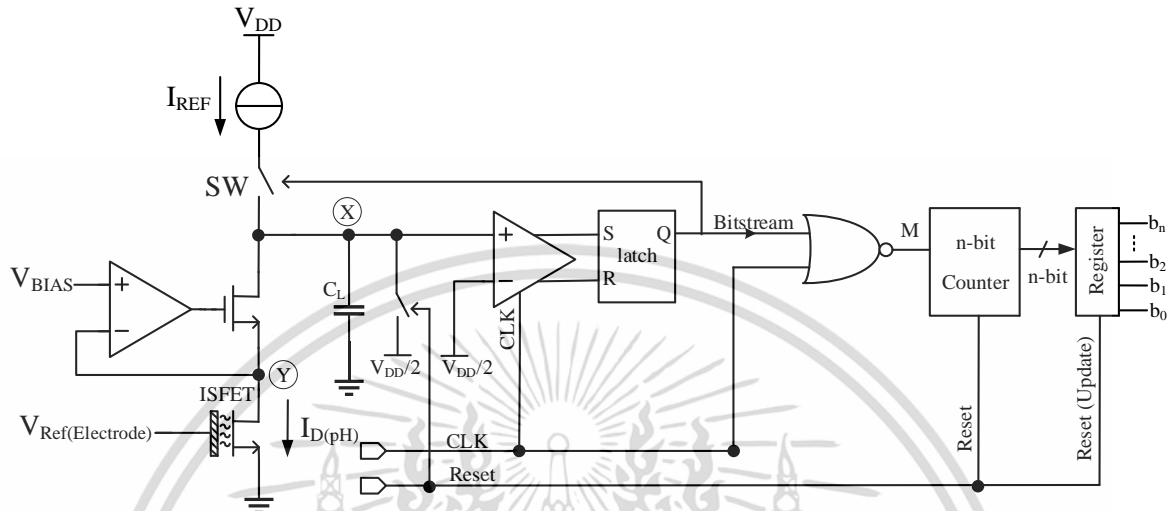 V_DD
I_REF
SW
X
V_BIAS
+
−
Y
ISFET
V_Ref(Electrode)
I_D(pH)
C_L
V_DD/2
V_DD/2
+
−
CLK
S
R
Q
latch
Bitstream
M
n-bit
Counter
n-bit
Register
b_n
b_2
b_1
b_0
CLK
Reset
Reset
Reset (Update)